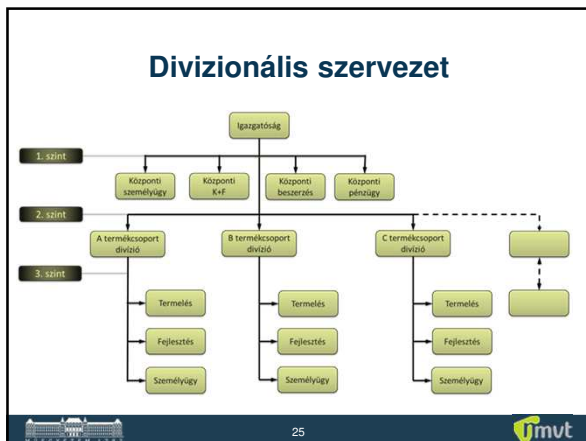 Divizionális szervezet
Igazgatóság
1. szint
Központi
személyügy
Központi
K+F
Központi
beszerzés
Központi
pénzügy
2. szint
A termékcsoport
divízió
B termékcsoport
divízió
C termékcsoport
divízió
3. szint
Termelés
Termelés
Termelés
Fejlesztés
Fejlesztés
Fejlesztés
Személyügy
Személyügy
Személyügy
25